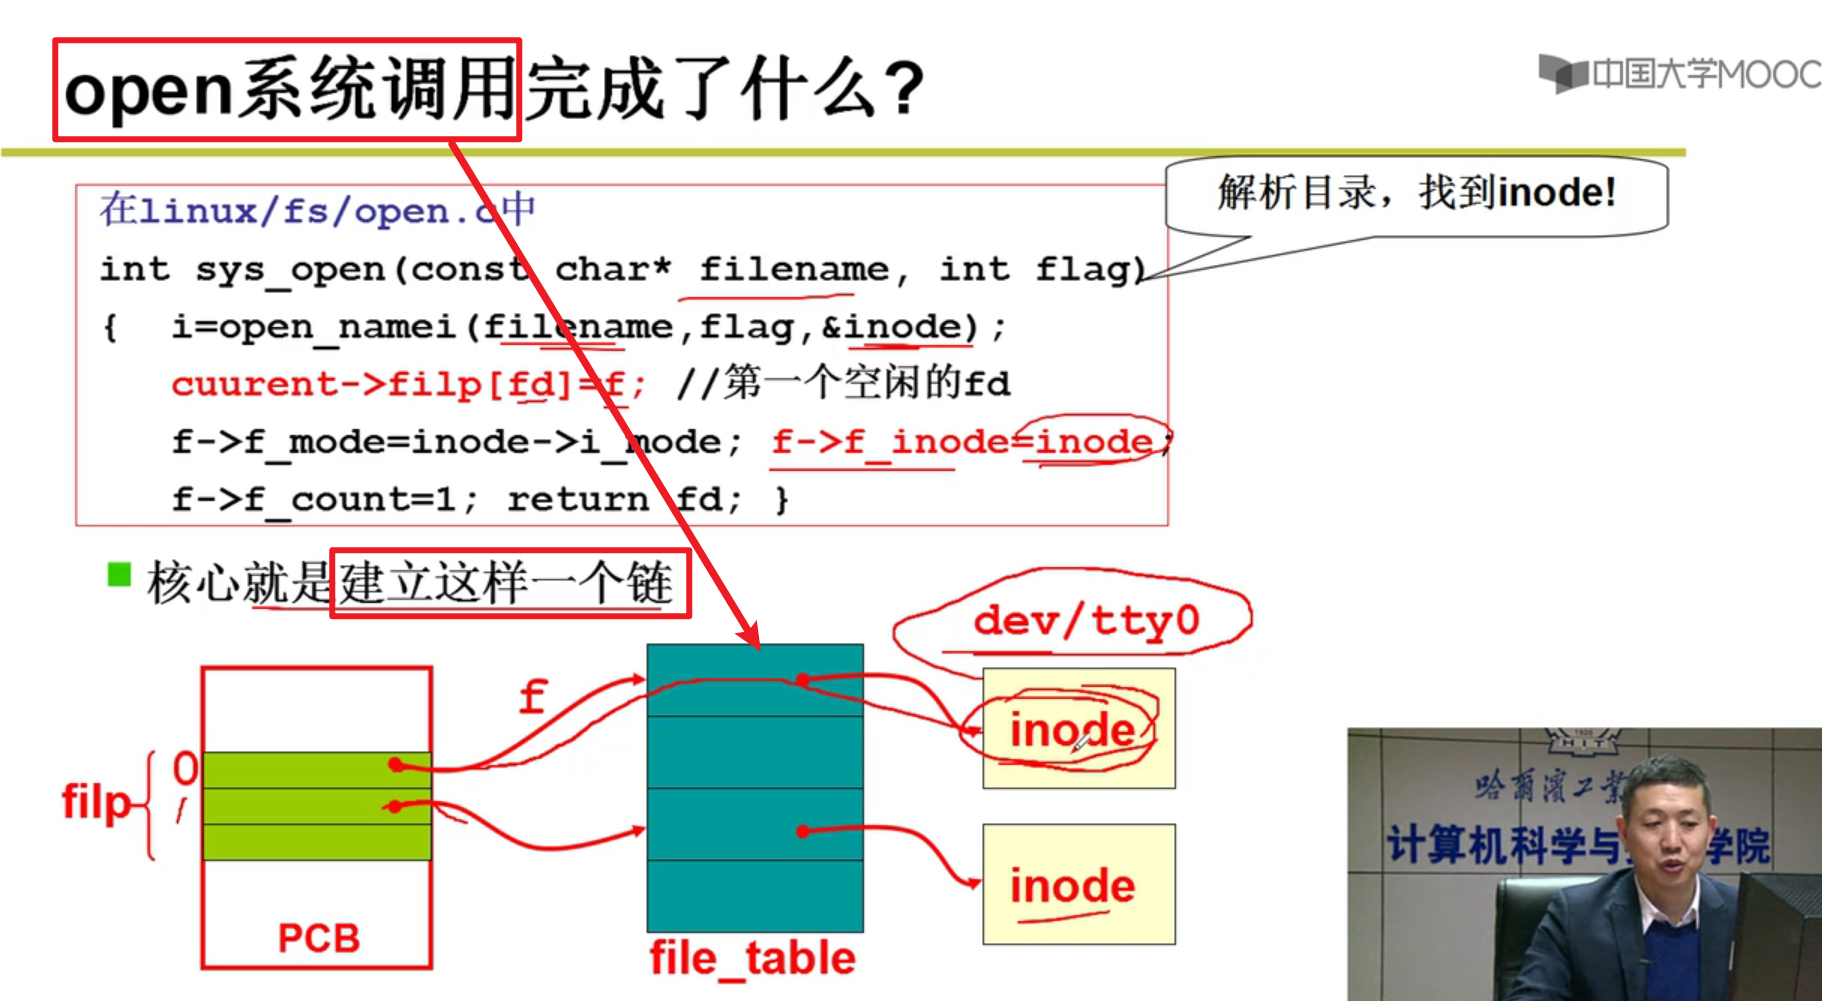 open系统调用完成了什么?
中国大学MOOC
解析目录，找到inode!
在linux/fs/open.c中
int sys_open(const char* filename, int flag)
{ i=open_namei(filename,flag,&inode);
cuurent->filp[fd]=f; //第一个空闲的fd
f->f_mode=inode->i_mode; f->f_inode=inode;
f->f_count=1; return fd; }
核心就是建立这样一个链
dev/tty0
f
inode
0
filp
1
inode
PCB
file_table
HIT
哈尔滨工业
计算机科学与
学院